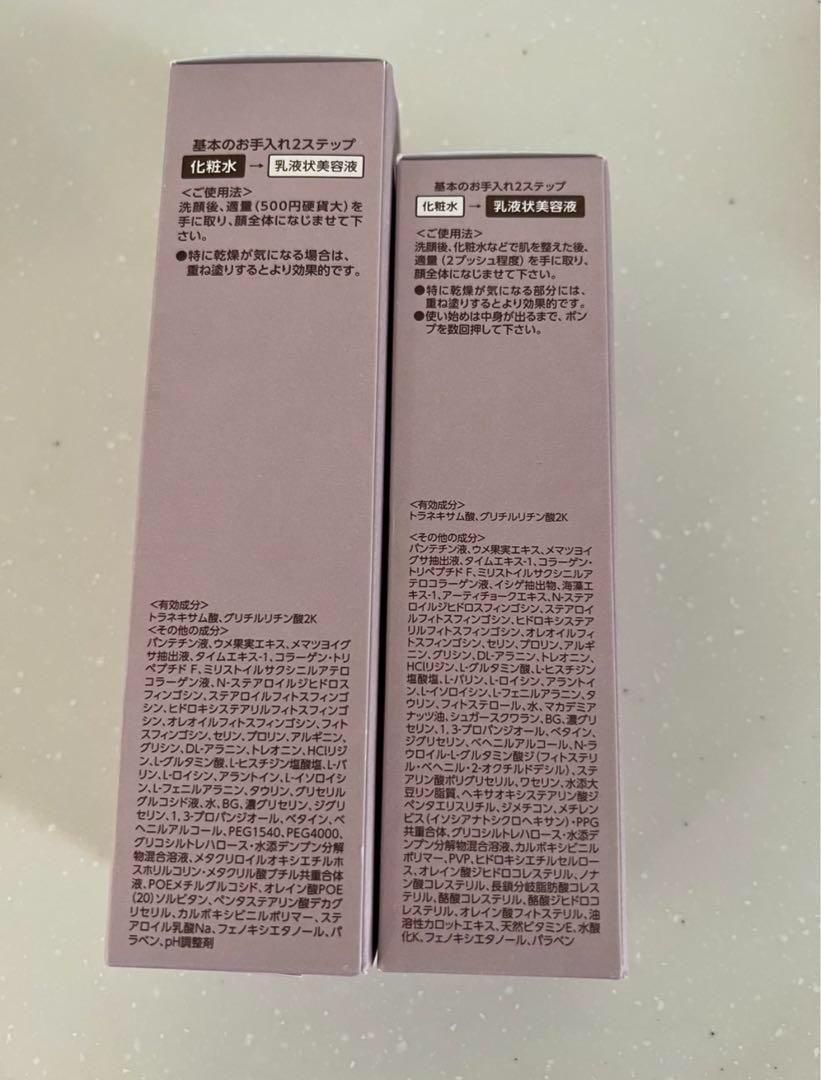 基本のお手入れ2ステップ
化粧水 → 乳液状美容液
<ご使用法>
洗顔後、適量(500円硬貨大)を
手に取り、顔全体になじませて下
さい。
●特に乾燥が気になる場合は、
重ね塗りするとより効果的です。
<有効成分>
トラネキサム酸、グリチルリチン酸2K
<その他の成分>
パンテチン液、ウメ果実エキス、メマツヨイグ
サ抽出液、タイムエキス-1、コラーゲン・トリ
ペプチド F、ミリストイルサクシニルアテロ
コラーゲン液、N-ステアロイルジヒドロス
フィンゴシン、ステアロイルフィトスフィンゴ
シン、ヒドロキシステアリルフィトスフィンゴ
シン、オレオイルフィトスフィンゴシン、フィト
スフィンゴシン、セリン、プロリン、アルギニン、
グリシン、DL-アラニン、トレオニン、HCIリジ
ン、L-グルタミン酸、L-ヒスチジン塩酸塩、L-バ
リン、L-ロイシン、アラントイン、L-イソロイシ
ン、L-フェニルアラニン、タウリン、グリセリル
グルコシド液、水、BG、濃グリセリン、ジグリ
セリン、1,3-プロパンジオール、ベタイン、ベ
ヘニルアルコール、PEG1540、PEG4000、
グリコシルトレハロース・水添デンプン分解
物混合溶液、メタクリロイルオキシエチルホ
スホリルコリン・メタクリル酸ブチル共重合体
液、POEメチルグルコシド、オレイン酸POE
(20)ソルビタン、ペンタステアリン酸デカグ
リセリル、カルボキシビニルポリマー、ステ
アロイル乳酸Na、フェノキシエタノール、パ
ラベン、pH調整剤
基本のお手入れ2ステップ
化粧水 → 乳液状美容液
<ご使用法>
洗顔後、化粧水などで肌を整えた後、
適量(2プッシュ程度)を手に取り、
顔全体になじませて下さい。
●特に乾燥が気になる部分には、
重ね塗りするとより効果的です。
●使い始めは中身が出るまで、ポン
プを数回押して下さい。
<有効成分>
トラネキサム酸、グリチルリチン酸2K
<その他の成分>
パンテチン液、ウメ果実エキス、メマツヨイ
グサ抽出液、タイムエキス-1、コラーゲン・
トリペプチド F、ミリストイルサクシニルア
テロコラーゲン液、イシゲ抽出物、海藻エ
キス-1、アーティチョークエキス、N-ステア
ロイルジヒドロスフィンゴシン、ステアロイ
ルフィトスフィンゴシン、ヒドロキシステア
リルフィトスフィンゴシン、オレオイルフィ
トスフィンゴシン、セリン、プロリン、アルギ
ニン、グリシン、DL-アラニン、トレオニン、
HCIリジン、L-グルタミン酸、L-ヒスチジン
塩酸塩、L-バリン、L-ロイシン、アラントイ
ン、L-イソロイシン、L-フェニルアラニン、タ
ウリン、フィトステロール、水、マカデミア
ナッツ油、シュガースクワラン、BG、濃グリ
セリン、1,3-プロパンジオール、ベタイン、
ジグリセリン、ベヘニルアルコール、N-ラ
ウロイル-L-グルタミン酸ジ(フィトステリ
ル・ベヘニル・2-オクチルドデシル)、ステ
アリン酸ポリグリセリル、ワセリン、水添大
豆リン脂質、ヘキサオキシステアリン酸ジ
ペンタエリスリチル、ジメチコン、メチレン
ビス(イソシアナトシクロヘキサン)・PPG
共重合体、グリコシルトレハロース・水添デ
ンプン分解物混合溶液、カルボキシビニル
ポリマー、PVP、ヒドロキシエチルセルロー
ス、オレイン酸ジヒドロコレステリル、ノナ
ン酸コレステリル、長鎖分岐脂肪酸コレス
テリル、酪酸コレステリル、酪酸ジヒドロコ
レステリル、オレイン酸フィトステリル、油
溶性カロットエキス、天然ビタミンE、水酸
化K、フェノキシエタノール、パラベン